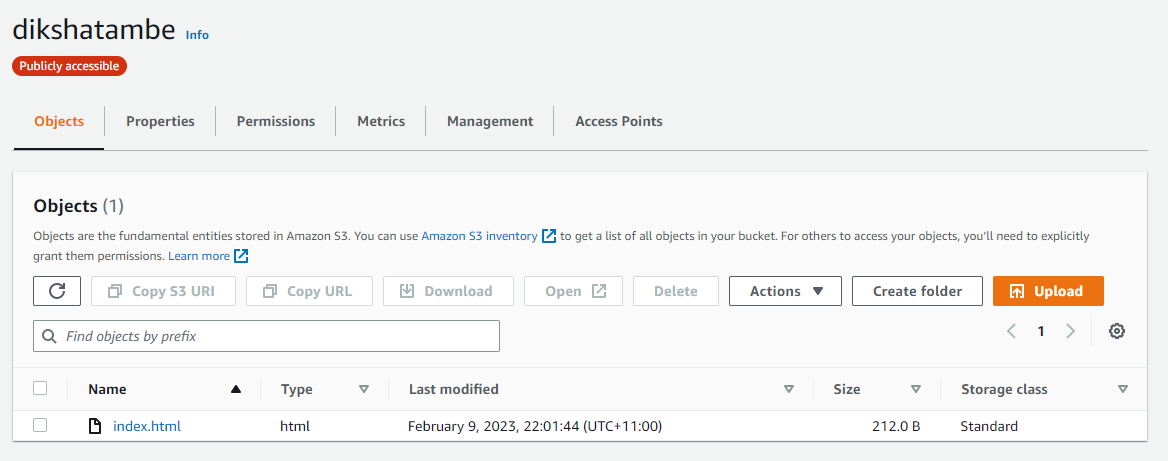 dikshatambe Info
Publicly accessible
Objects Properties Permissions Metrics Management Access Points
Objects (1)
Objects are the fundamental entities stored in Amazon S3. You can use Amazon S3 inventory to get a list of all objects in your bucket. For others to access your objects, you'll need to explicitly
grant them permissions. Learn more
Copy S3 URI Copy URL Download Open Delete Actions Create folder Upload
Find objects by prefix 1
Name Type Last modified Size Storage class
index.html html February 9, 2023, 22:01:44 (UTC+11:00) 212.0 B Standard